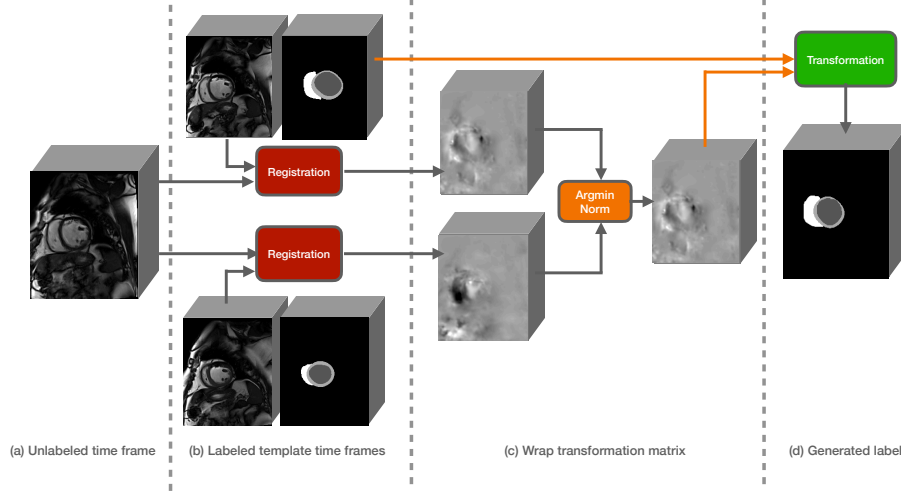 Transformation
Registration
Argmin
Norm
Registration
(a) Unlabeled time frame
(b) Labeled template time frames
(c) Wrap transformation matrix
(d) Generated label